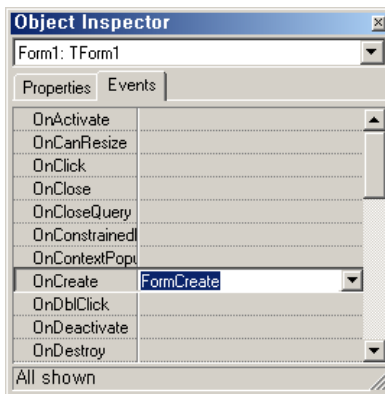 Object Inspector
Form1: TForm1
Properties Events
OnActivate
OnCanResize
OnClick
OnClose
OnCloseQuery
OnConstrained
OnContextPopu
OnCreate FormCreate
OnDblClick
OnDeactivate
OnDestroy
All shown